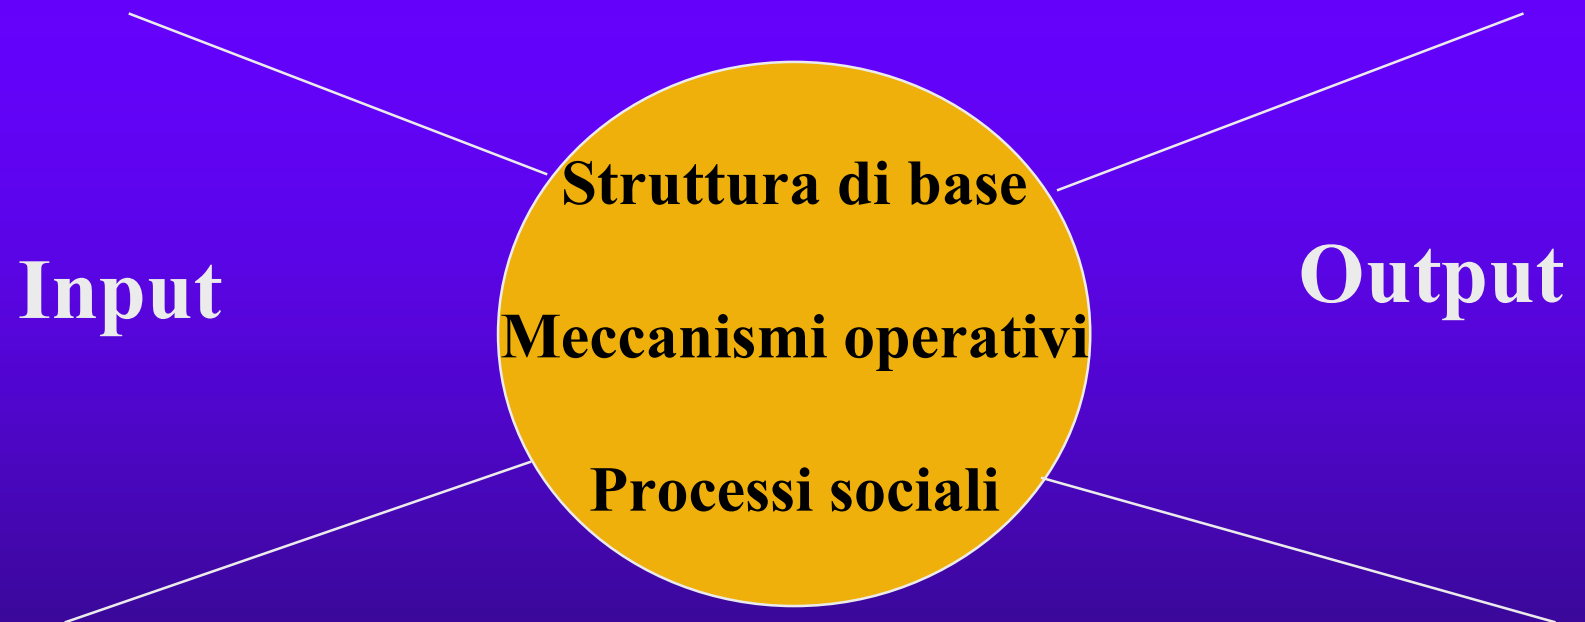 Input
Struttura di base
Meccanismi operativi
Processi sociali
Output